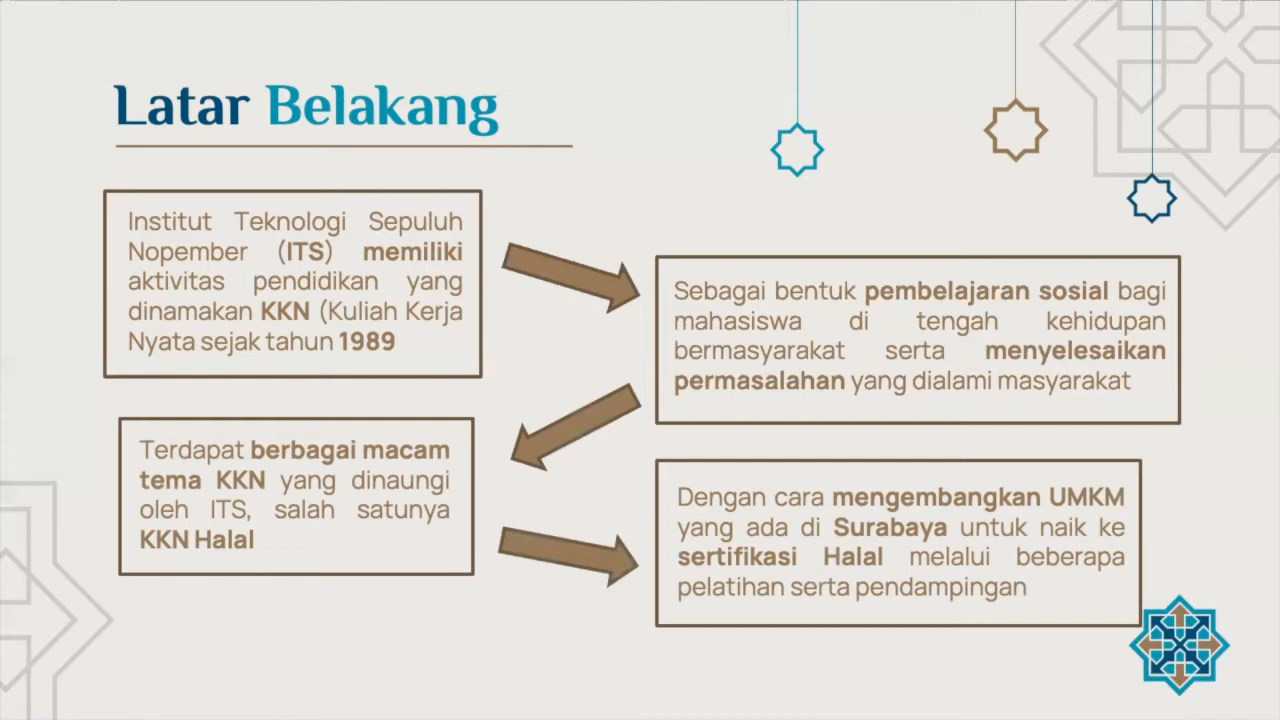 Latar Belakang
Institut Teknologi Sepuluh
Nopember (ITS) memiliki
aktivitas pendidikan yang
dinamakan KKN (Kuliah Kerja
Nyata sejak tahun 1989
Sebagai bentuk pembelajaran sosial bagi
mahasiswa di tengah kehidupan
bermasyarakat serta menyelesaikan
permasalahan yang dialami masyarakat
Terdapat berbagai macam
tema KKN yang dinaungi
oleh ITS, salah satunya
KKN Halal
Dengan cara mengembangkan UMKM
yang ada di Surabaya untuk naik ke
sertifikasi Halal melalui beberapa
pelatihan serta pendampingan